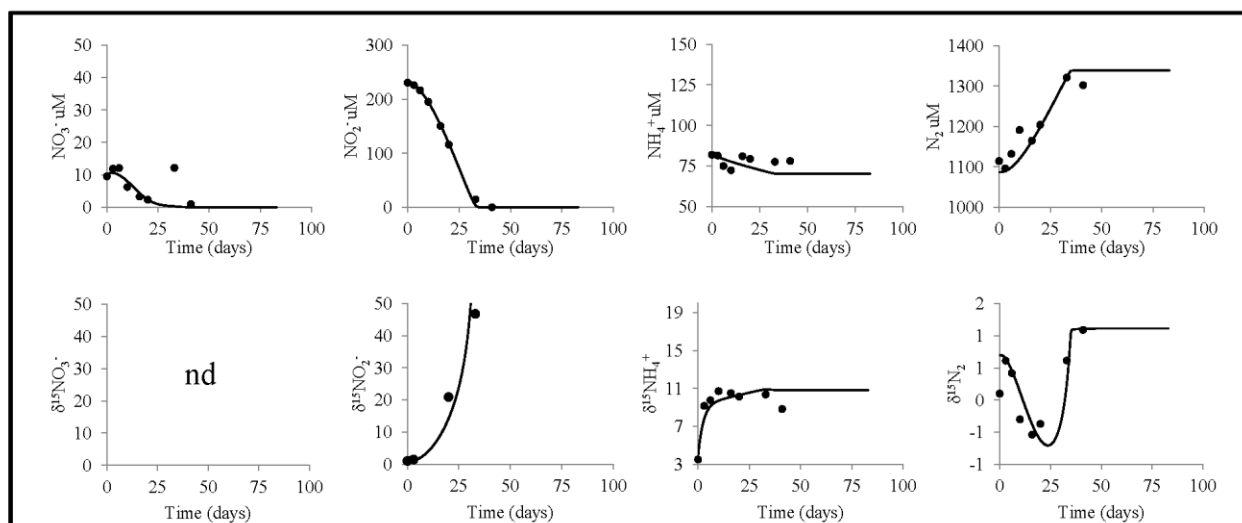 NO₃⁻ uM
50
40
30
20
10
0
0 25 50 75 100
Time (days)
NO₂⁻ uM
300
200
100
0
0 25 50 75 100
Time (days)
NH₄⁺ uM
150
125
100
75
50
0 25 50 75 100
Time (days)
N₂ uM
1400
1300
1200
1100
1000
0 25 50 75 100
Time (days)
δ¹⁵NO₃⁻
50
40
30
20
10
0
nd
0 25 50 75 100
Time (days)
δ¹⁵NO₂⁻
50
40
30
20
10
0
0 25 50 75 100
Time (days)
δ¹⁵NH₄⁺
19
15
11
7
3
0 25 50 75 100
Time (days)
δ¹⁵N₂
2
1
1
0
-1
-1
0 25 50 75 100
Time (days)